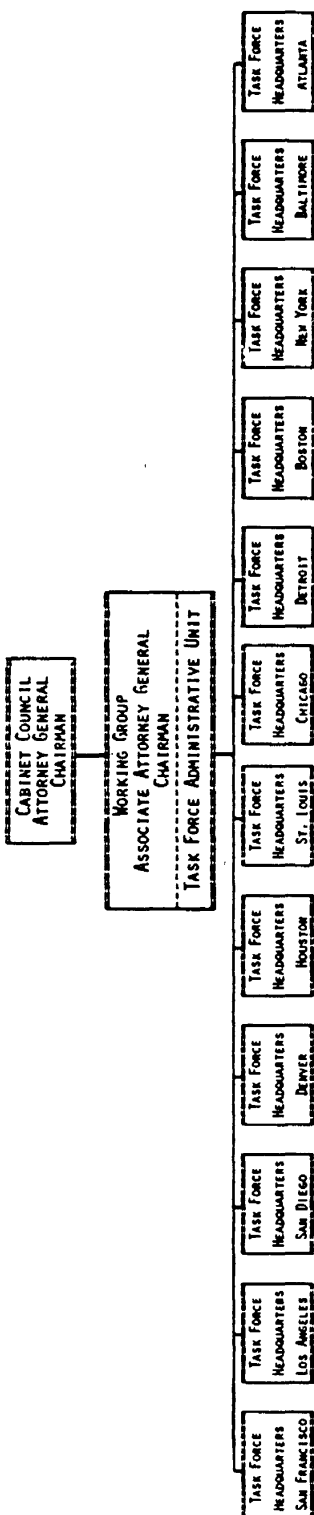 CABINET COUNCIL
ATTORNEY GENERAL
CHAIRMAN
WORKING GROUP
ASSOCIATE ATTORNEY GENERAL
CHAIRMAN
TASK FORCE ADMINISTRATIVE UNIT
TASK FORCE
HEADQUARTERS
SAN FRANCISCO
TASK FORCE
HEADQUARTERS
LOS ANGELES
TASK FORCE
HEADQUARTERS
SAN DIEGO
TASK FORCE
HEADQUARTERS
DENVER
TASK FORCE
HEADQUARTERS
HOUSTON
TASK FORCE
HEADQUARTERS
ST. LOUIS
TASK FORCE
HEADQUARTERS
CHICAGO
TASK FORCE
HEADQUARTERS
DETROIT
TASK FORCE
HEADQUARTERS
BOSTON
TASK FORCE
HEADQUARTERS
NEW YORK
TASK FORCE
HEADQUARTERS
BALTIMORE
TASK FORCE
HEADQUARTERS
ATLANTA